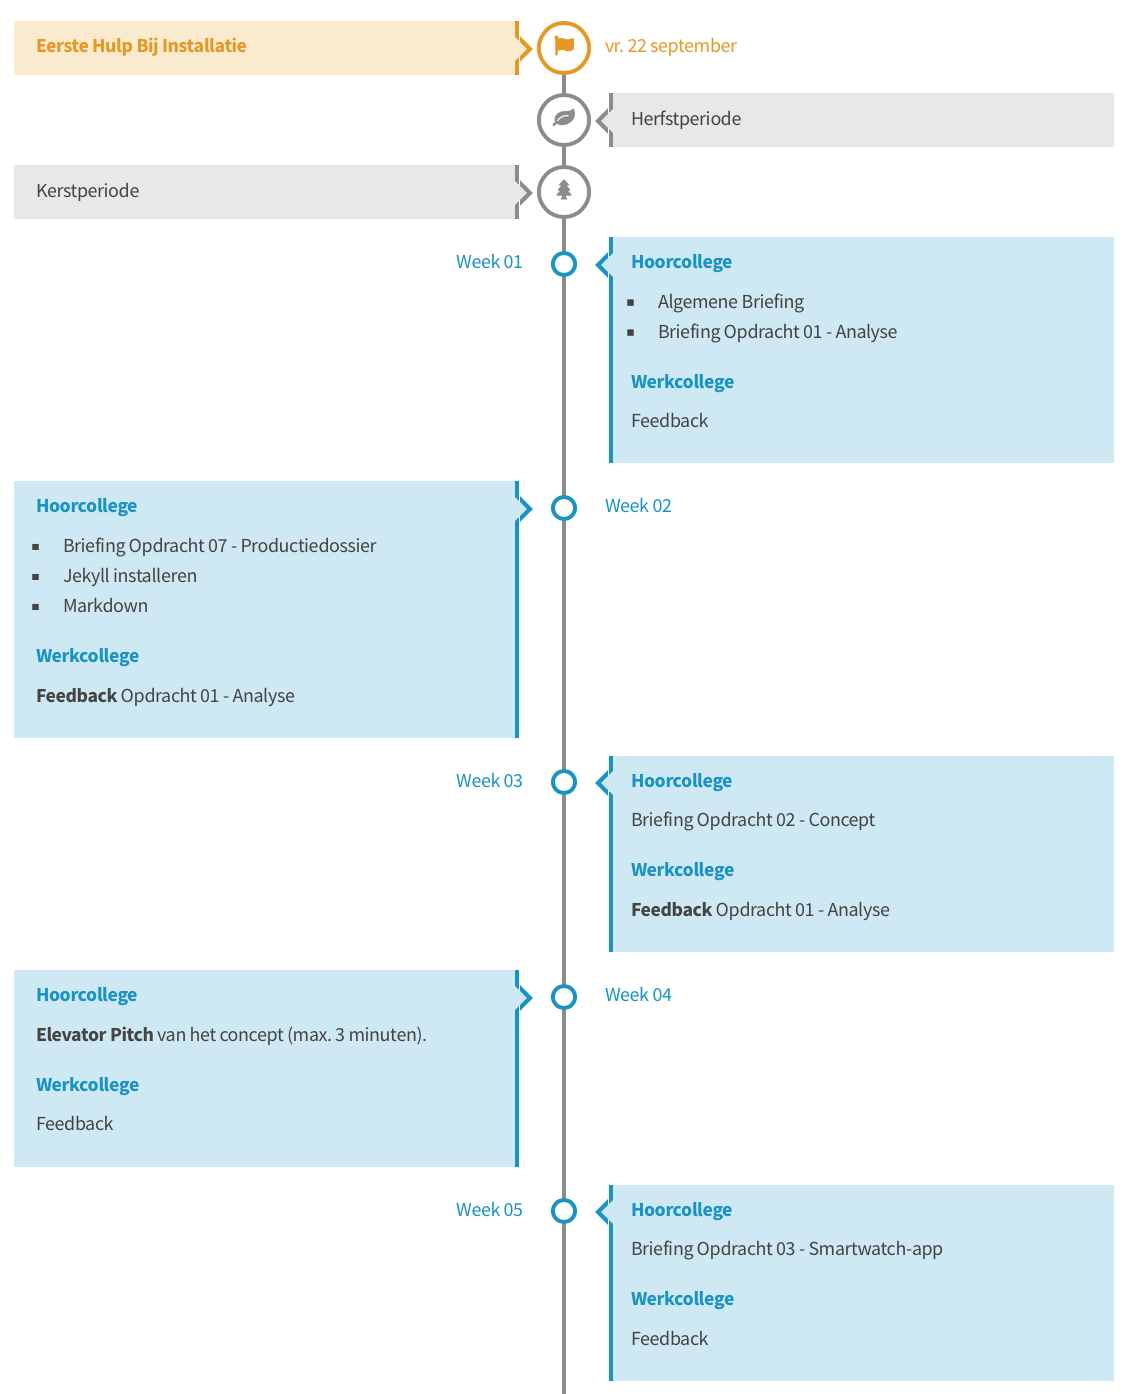 Eerste Hulp Bij Installatie
vr. 22 september
Herfstperiode
Kerstperiode
Week 01
Hoorcollege
Algemene Briefing
Briefing Opdracht 01 - Analyse
Werkcollege
Feedback
Week 02
Hoorcollege
Briefing Opdracht 07 - Productiedossier
Jekyll installeren
Markdown
Werkcollege
Feedback Opdracht 01 - Analyse
Week 03
Hoorcollege
Briefing Opdracht 02 - Concept
Werkcollege
Feedback Opdracht 01 - Analyse
Week 04
Hoorcollege
Elevator Pitch van het concept (max. 3 minuten).
Werkcollege
Feedback
Week 05
Hoorcollege
Briefing Opdracht 03 - Smartwatch-app
Werkcollege
Feedback